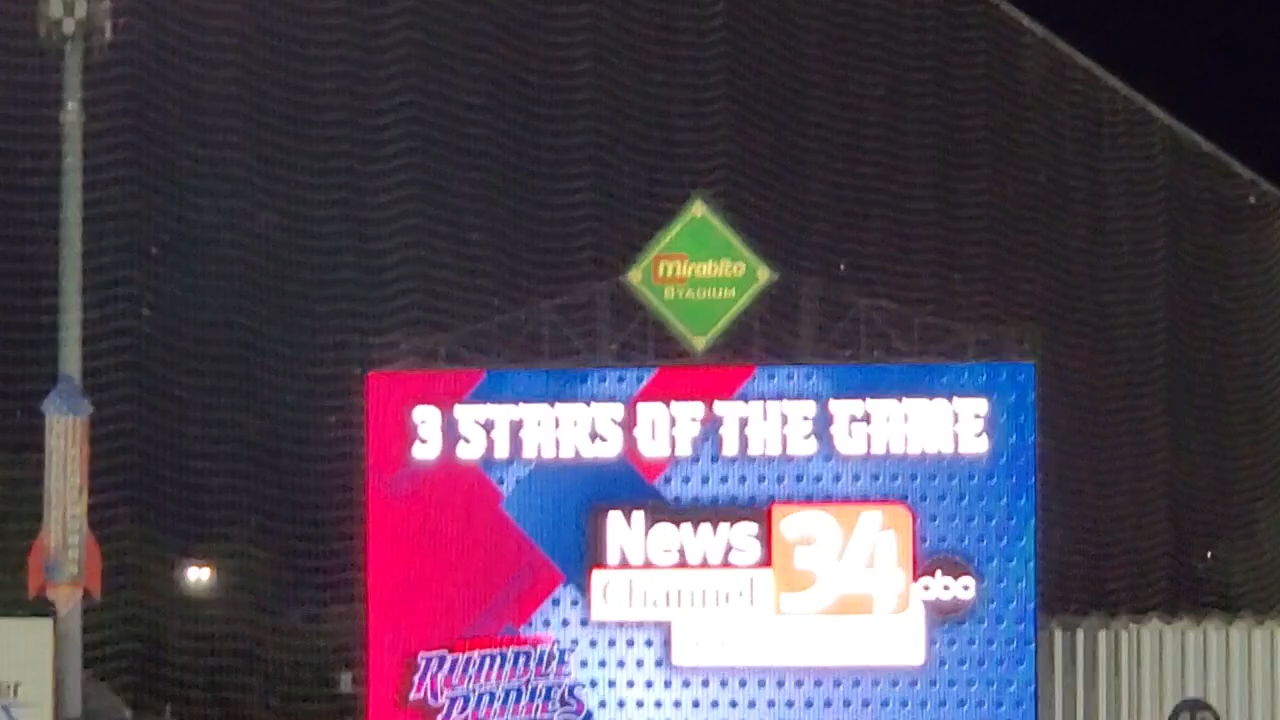 mirabito
STADIUM
3 STARS OF THE GAME
News 34
Channel
abc
RUMBLE
PONIES